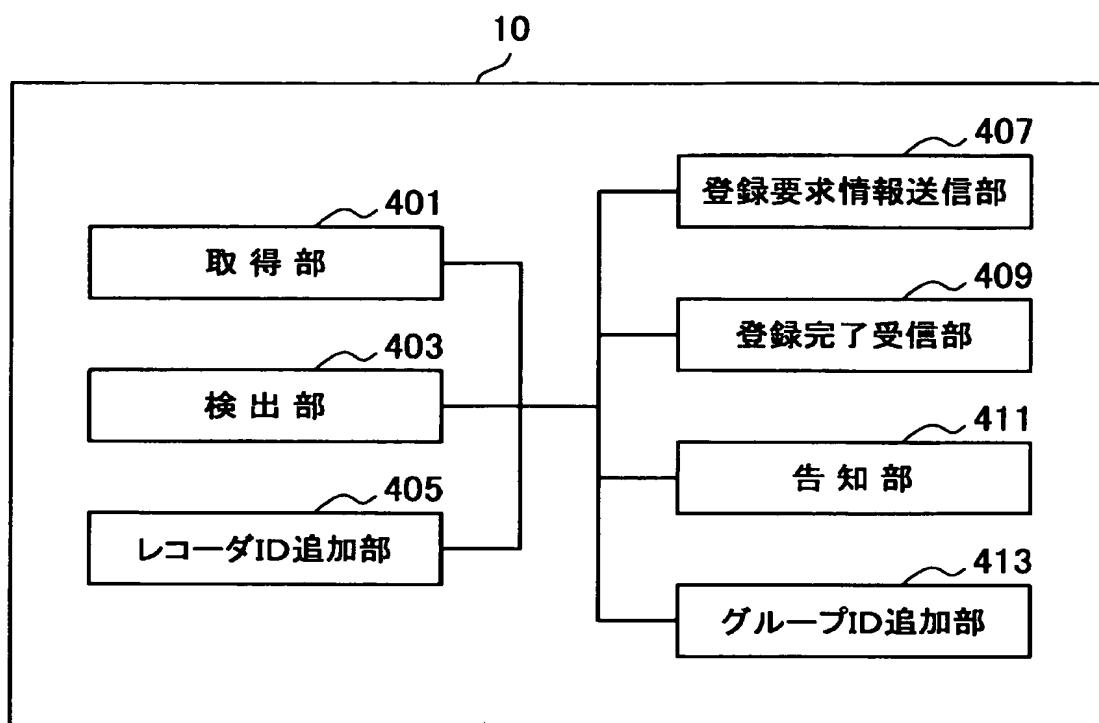 10
401
取得部
403
検出部
405
レコーダID追加部
407
登録要求情報送信部
409
登録完了受信部
411
告知部
413
グループID追加部